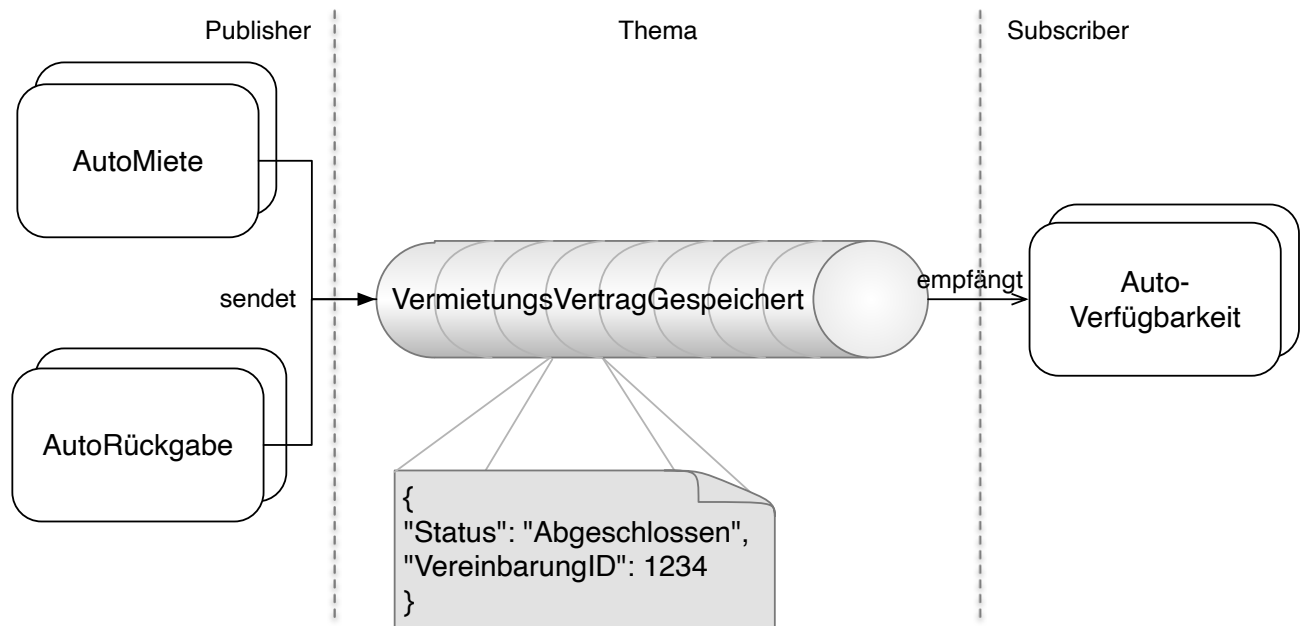 Publisher
Thema
Subscriber
AutoMiete
sendet
AutoRückgabe
VermietungsVertragGespeichert
empfängt
Auto-
Verfügbarkeit
{
"Status": "Abgeschlossen",
"VereinbarungID": 1234
}